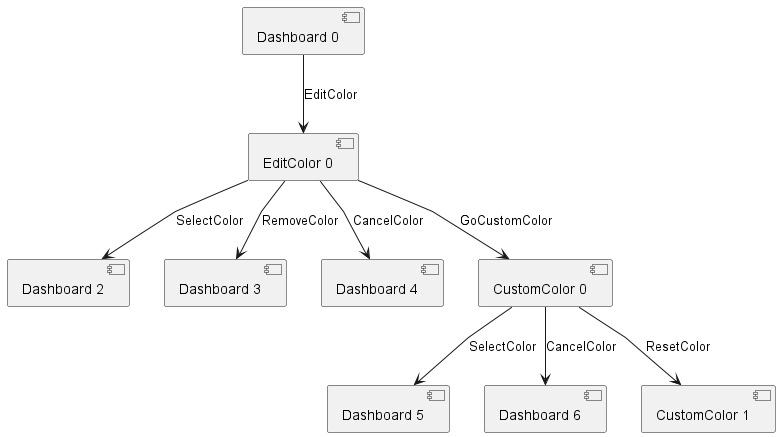 Dashboard 0
EditColor
EditColor 0
SelectColor
RemoveColor
CancelColor
GoCustomColor
Dashboard 2
Dashboard 3
Dashboard 4
CustomColor 0
SelectColor
CancelColor
ResetColor
Dashboard 5
Dashboard 6
CustomColor 1